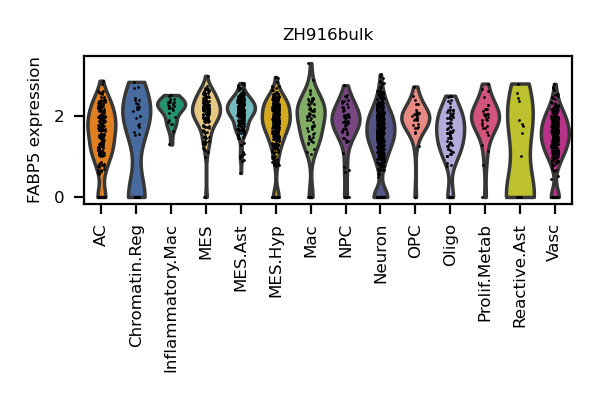 ZH916bulk
FABP5 expression
2
0
AC
Chromatin.Reg
Inflammatory.Mac
MES
MES.Ast
MES.Hyp
Mac
NPC
Neuron
OPC
Oligo
Prolif.Metab
Reactive.Ast
Vasc